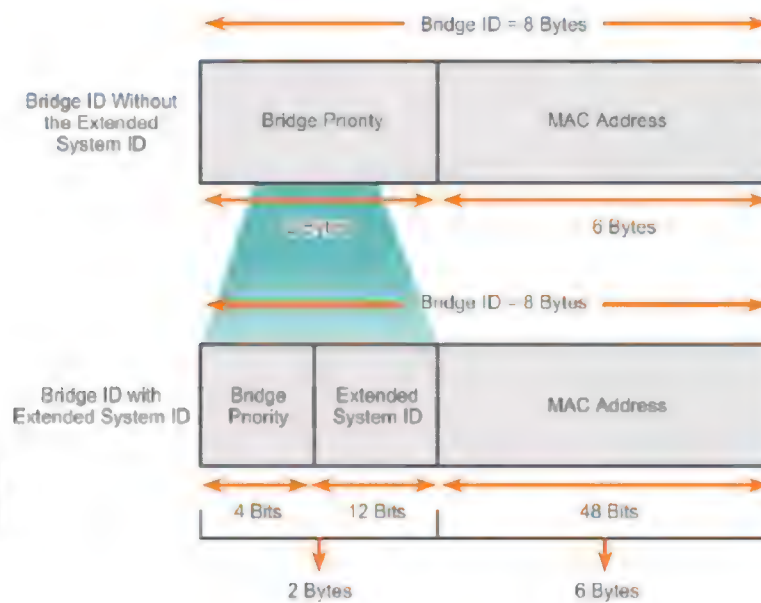 Bridge ID = 8 Bytes
Bridge ID Without
the Extended
System ID
Bridge Priority
MAC Address
Bytes
6 Bytes
Bridge ID = 8 Bytes
Bridge ID with
Extended System ID
Bridge
Priority
Extended
System ID
MAC Address
4 Bits
12 Bits
48 Bits
2 Bytes
6 Bytes